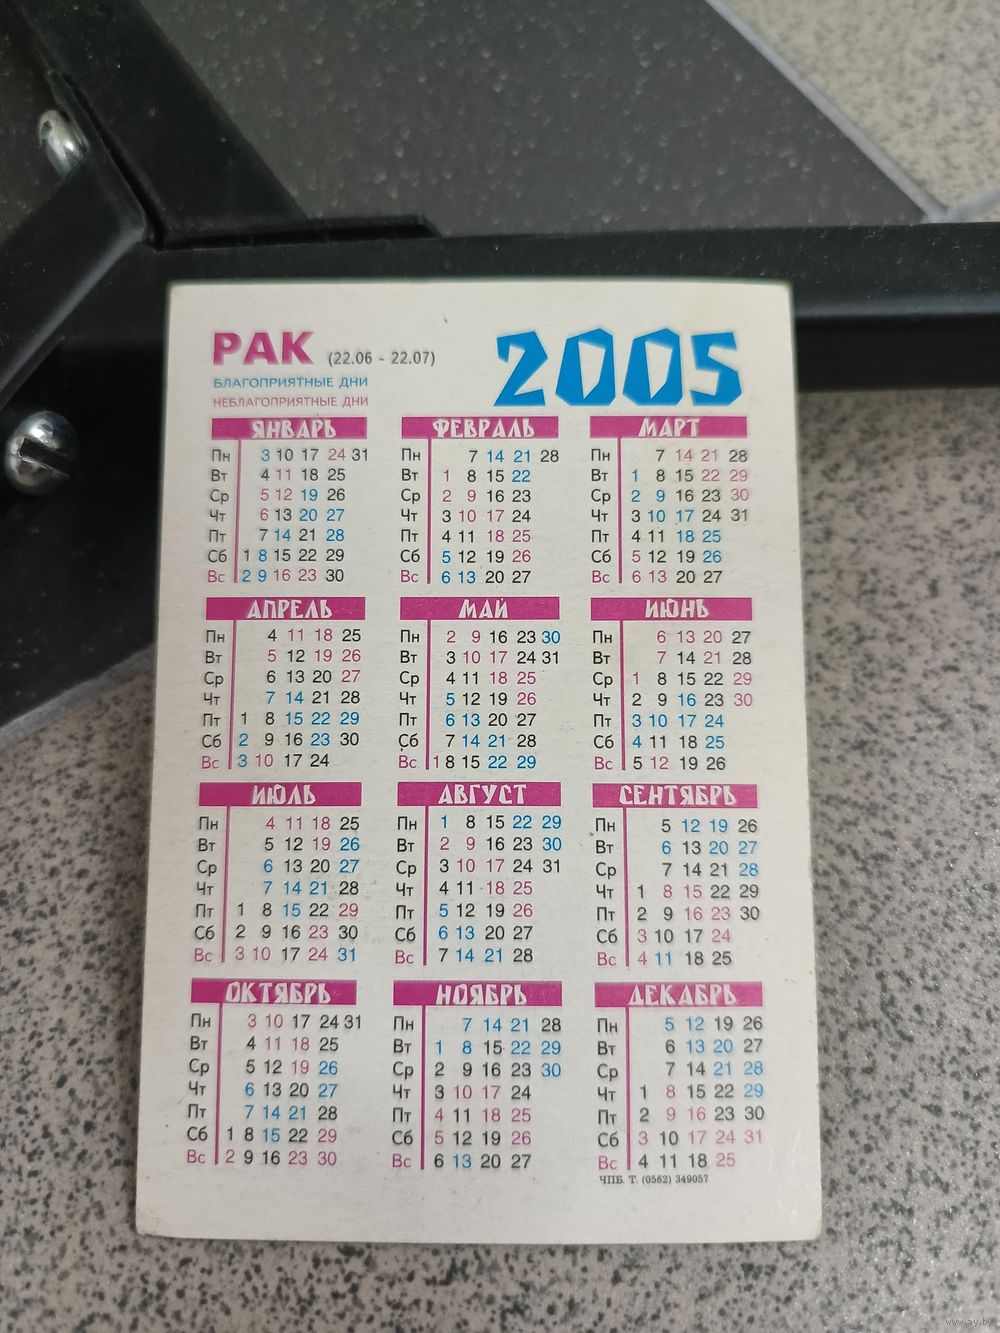 РАК (22.06 - 22.07) 2005
БЛАГОПРИЯТНЫЕ ДНИ
НЕБЛАГОПРИЯТНЫЕ ДНИ
ЯНВАРЬ
Пн 3 10 17 24 31
Вт 4 11 18 25
Ср 5 12 19 26
Чт 6 13 20 27
Пт 7 14 21 28
Сб 1 8 15 22 29
Вс 2 9 16 23 30
ФЕВРАЛЬ
Пн 7 14 21 28
Вт 1 8 15 22
Ср 2 9 16 23
Чт 3 10 17 24
Пт 4 11 18 25
Сб 5 12 19 26
Вс 6 13 20 27
МАРТ
Пн 7 14 21 28
Вт 1 8 15 22 29
Ср 2 9 16 23 30
Чт 3 10 17 24 31
Пт 4 11 18 25
Сб 5 12 19 26
Вс 6 13 20 27
АПРЕЛЬ
Пн 4 11 18 25
Вт 5 12 19 26
Ср 6 13 20 27
Чт 7 14 21 28
Пт 1 8 15 22 29
Сб 2 9 16 23 30
Вс 3 10 17 24
МАЙ
Пн 2 9 16 23 30
Вт 3 10 17 24 31
Ср 4 11 18 25
Чт 5 12 19 26
Пт 6 13 20 27
Сб 7 14 21 28
Вс 1 8 15 22 29
ИЮНЬ
Пн 6 13 20 27
Вт 7 14 21 28
Ср 1 8 15 22 29
Чт 2 9 16 23 30
Пт 3 10 17 24
Сб 4 11 18 25
Вс 5 12 19 26
ИЮЛЬ
Пн 4 11 18 25
Вт 5 12 19 26
Ср 6 13 20 27
Чт 7 14 21 28
Пт 1 8 15 22 29
Сб 2 9 16 23 30
Вс 3 10 17 24 31
АВГУСТ
Пн 1 8 15 22 29
Вт 2 9 16 23 30
Ср 3 10 17 24 31
Чт 4 11 18 25
Пт 5 12 19 26
Сб 6 13 20 27
Вс 7 14 21 28
СЕНТЯБРЬ
Пн 5 12 19 26
Вт 6 13 20 27
Ср 7 14 21 28
Чт 1 8 15 22 29
Пт 2 9 16 23 30
Сб 3 10 17 24
Вс 4 11 18 25
ОКТЯБРЬ
Пн 3 10 17 24 31
Вт 4 11 18 25
Ср 5 12 19 26
Чт 6 13 20 27
Пт 7 14 21 28
Сб 1 8 15 22 29
Вс 2 9 16 23 30
НОЯБРЬ
Пн 7 14 21 28
Вт 1 8 15 22 29
Ср 2 9 16 23 30
Чт 3 10 17 24
Пт 4 11 18 25
Сб 5 12 19 26
Вс 6 13 20 27
ДЕКАБРЬ
Пн 5 12 19 26
Вт 6 13 20 27
Ср 7 14 21 28
Чт 1 8 15 22 29
Пт 2 9 16 23 30
Сб 3 10 17 24 31
Вс 4 11 18 25
ЧПБ. Т. (0562) 349057
www.ay.by